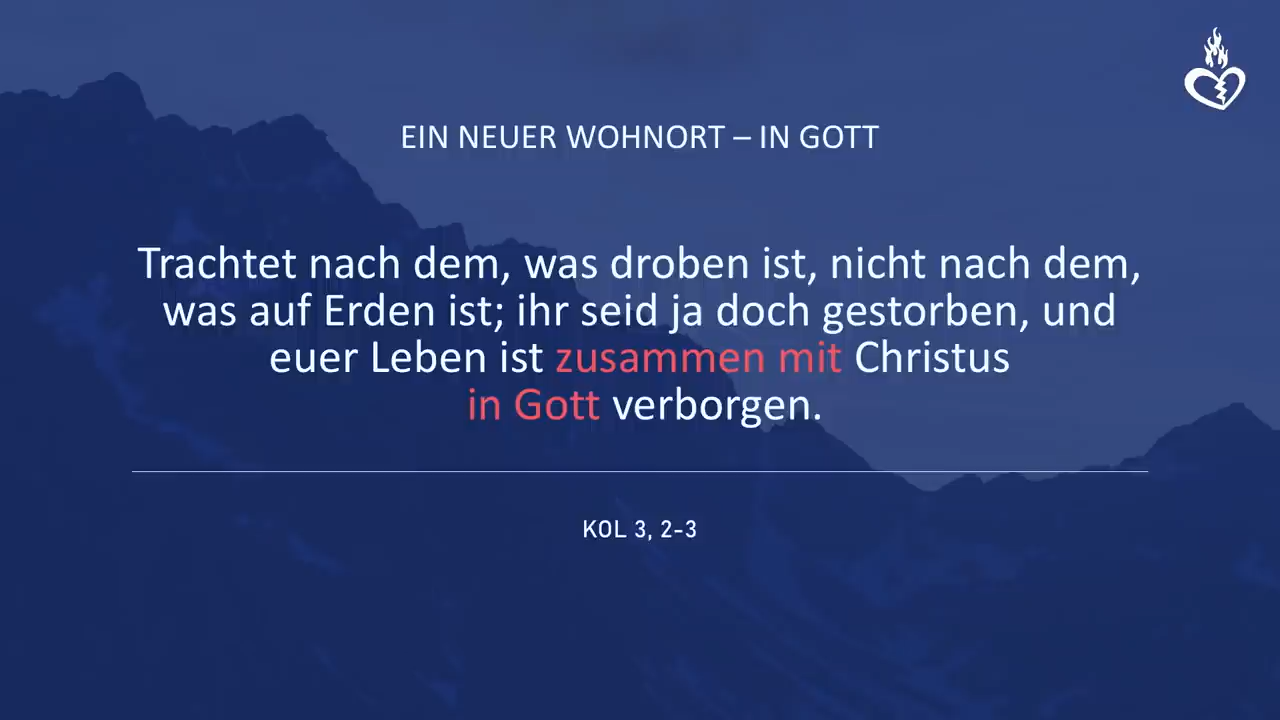 EIN NEUER WOHNORT – IN GOTT
Trachtet nach dem, was droben ist, nicht nach dem,
was auf Erden ist; ihr seid ja doch gestorben, und
euer Leben ist zusammen mit Christus
in Gott verborgen.
KOL 3, 2-3